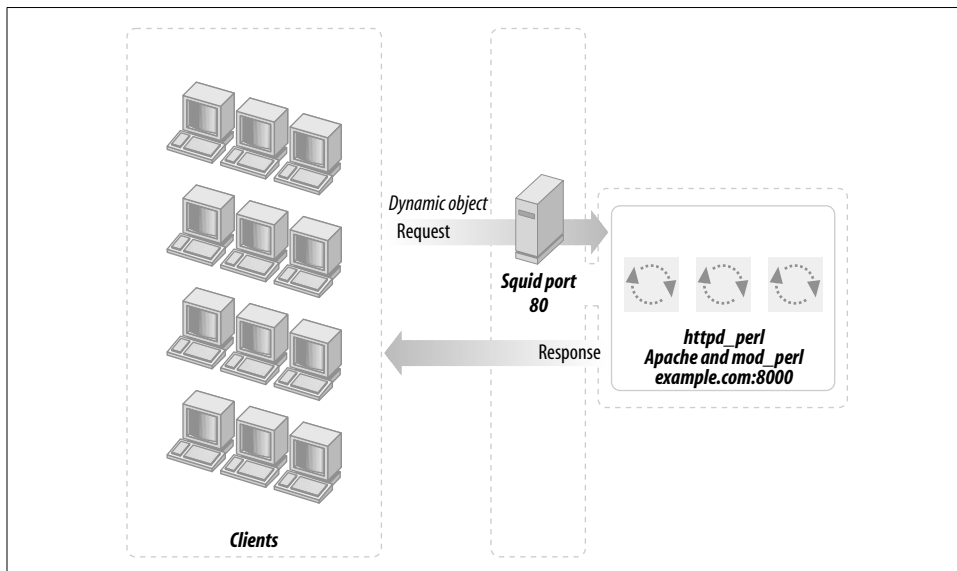 Dynamic object
Request
Squid port
80
Response
httpd_perl
Apache and mod_perl
example.com:8000
Clients